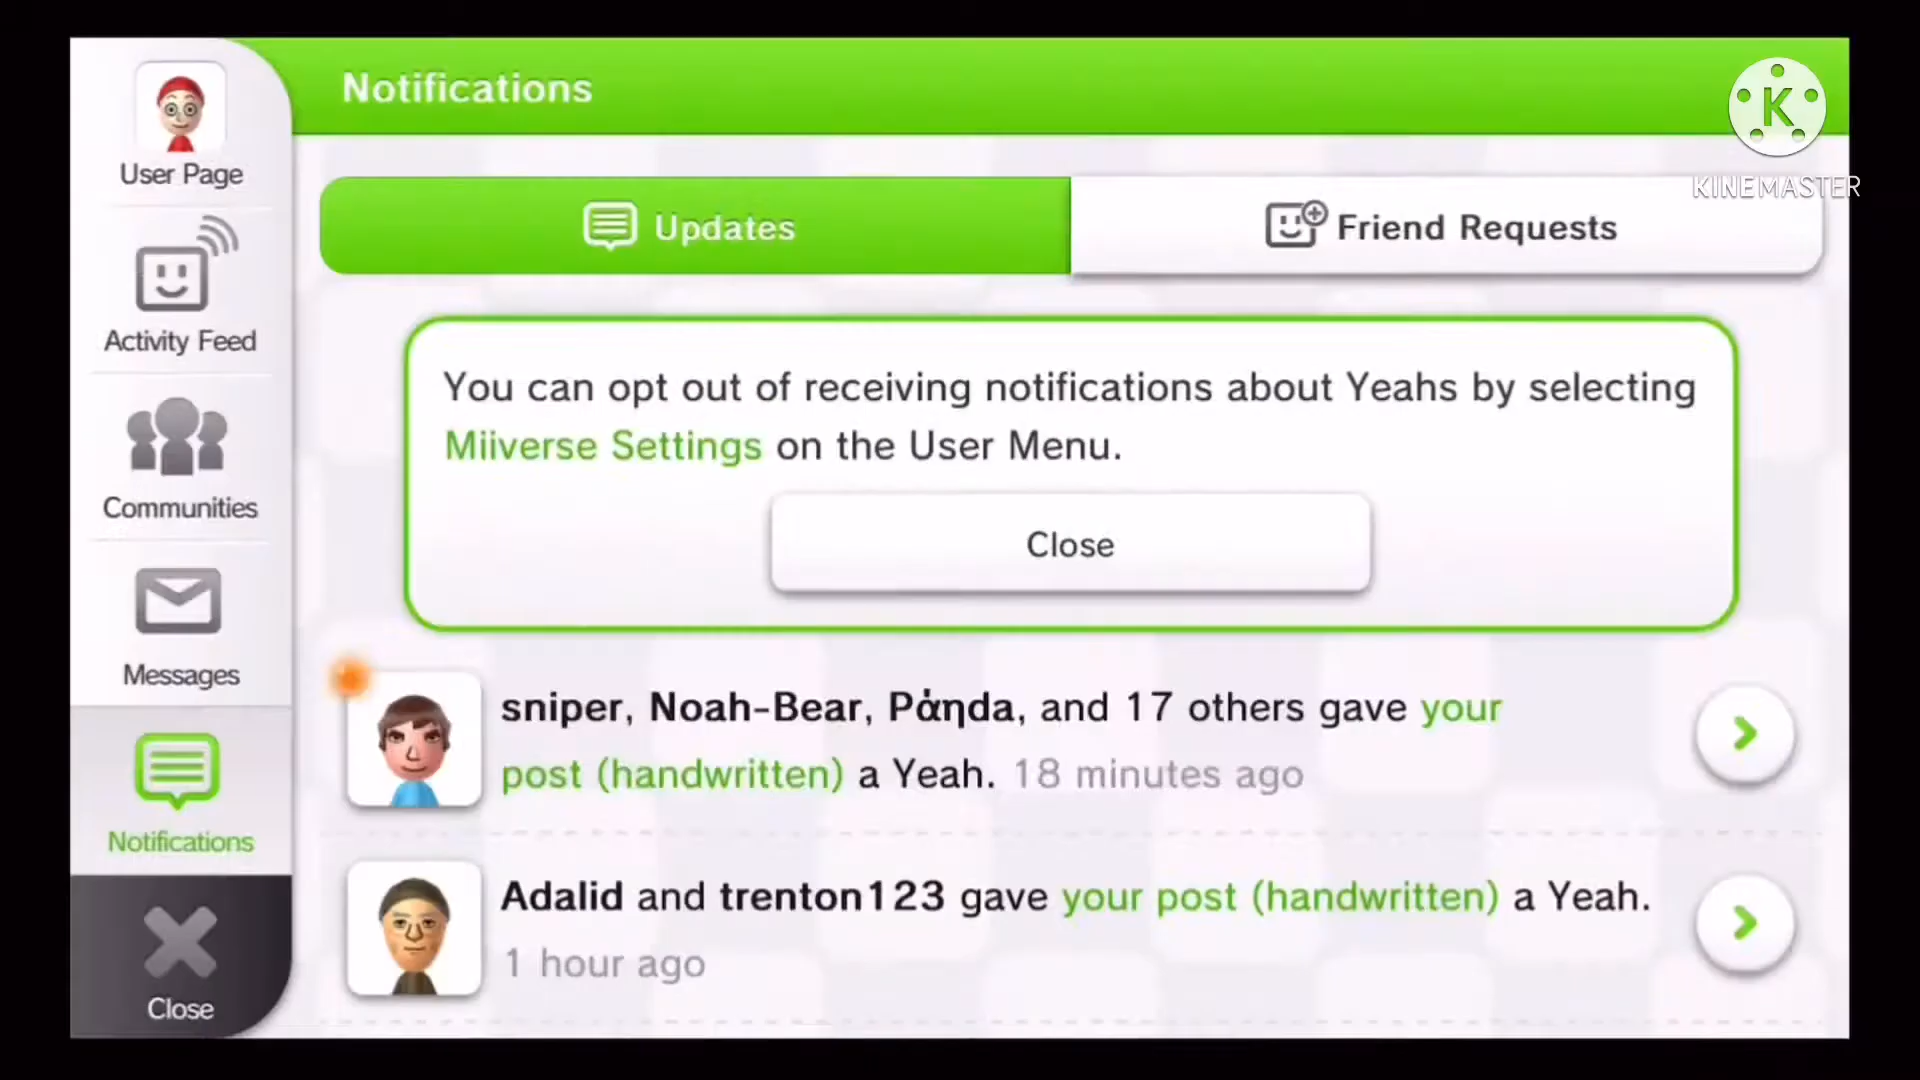 Notifications
K
KINEMASTER
User Page
Activity Feed
Communities
Messages
Notifications
Close
Updates
Friend Requests
You can opt out of receiving notifications about Yeahs by selecting
Miiverse Settings on the User Menu.
Close
sniper, Noah-Bear, Pἀηda, and 17 others gave your
post (handwritten) a Yeah. 18 minutes ago
Adalid and trenton123 gave your post (handwritten) a Yeah.
1 hour ago